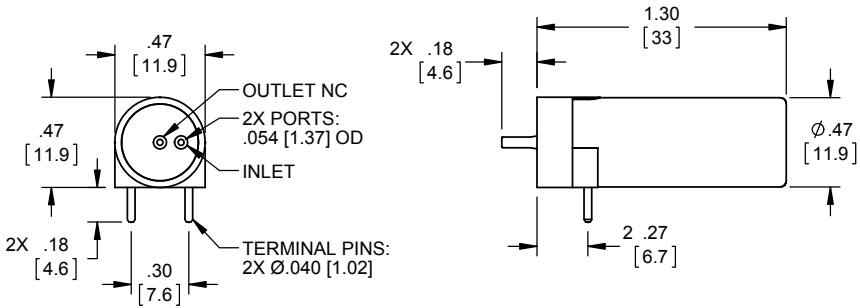 .47
[11.9]
OUTLET NC
2X PORTS:
.054 [1.37] OD
INLET
.47
[11.9]
2X .18
[4.6]
.30
[7.6]
TERMINAL PINS:
2X Ø.040 [1.02]
1.30
[33]
2X .18
[4.6]
Ø.47
[11.9]
2 .27
[6.7]